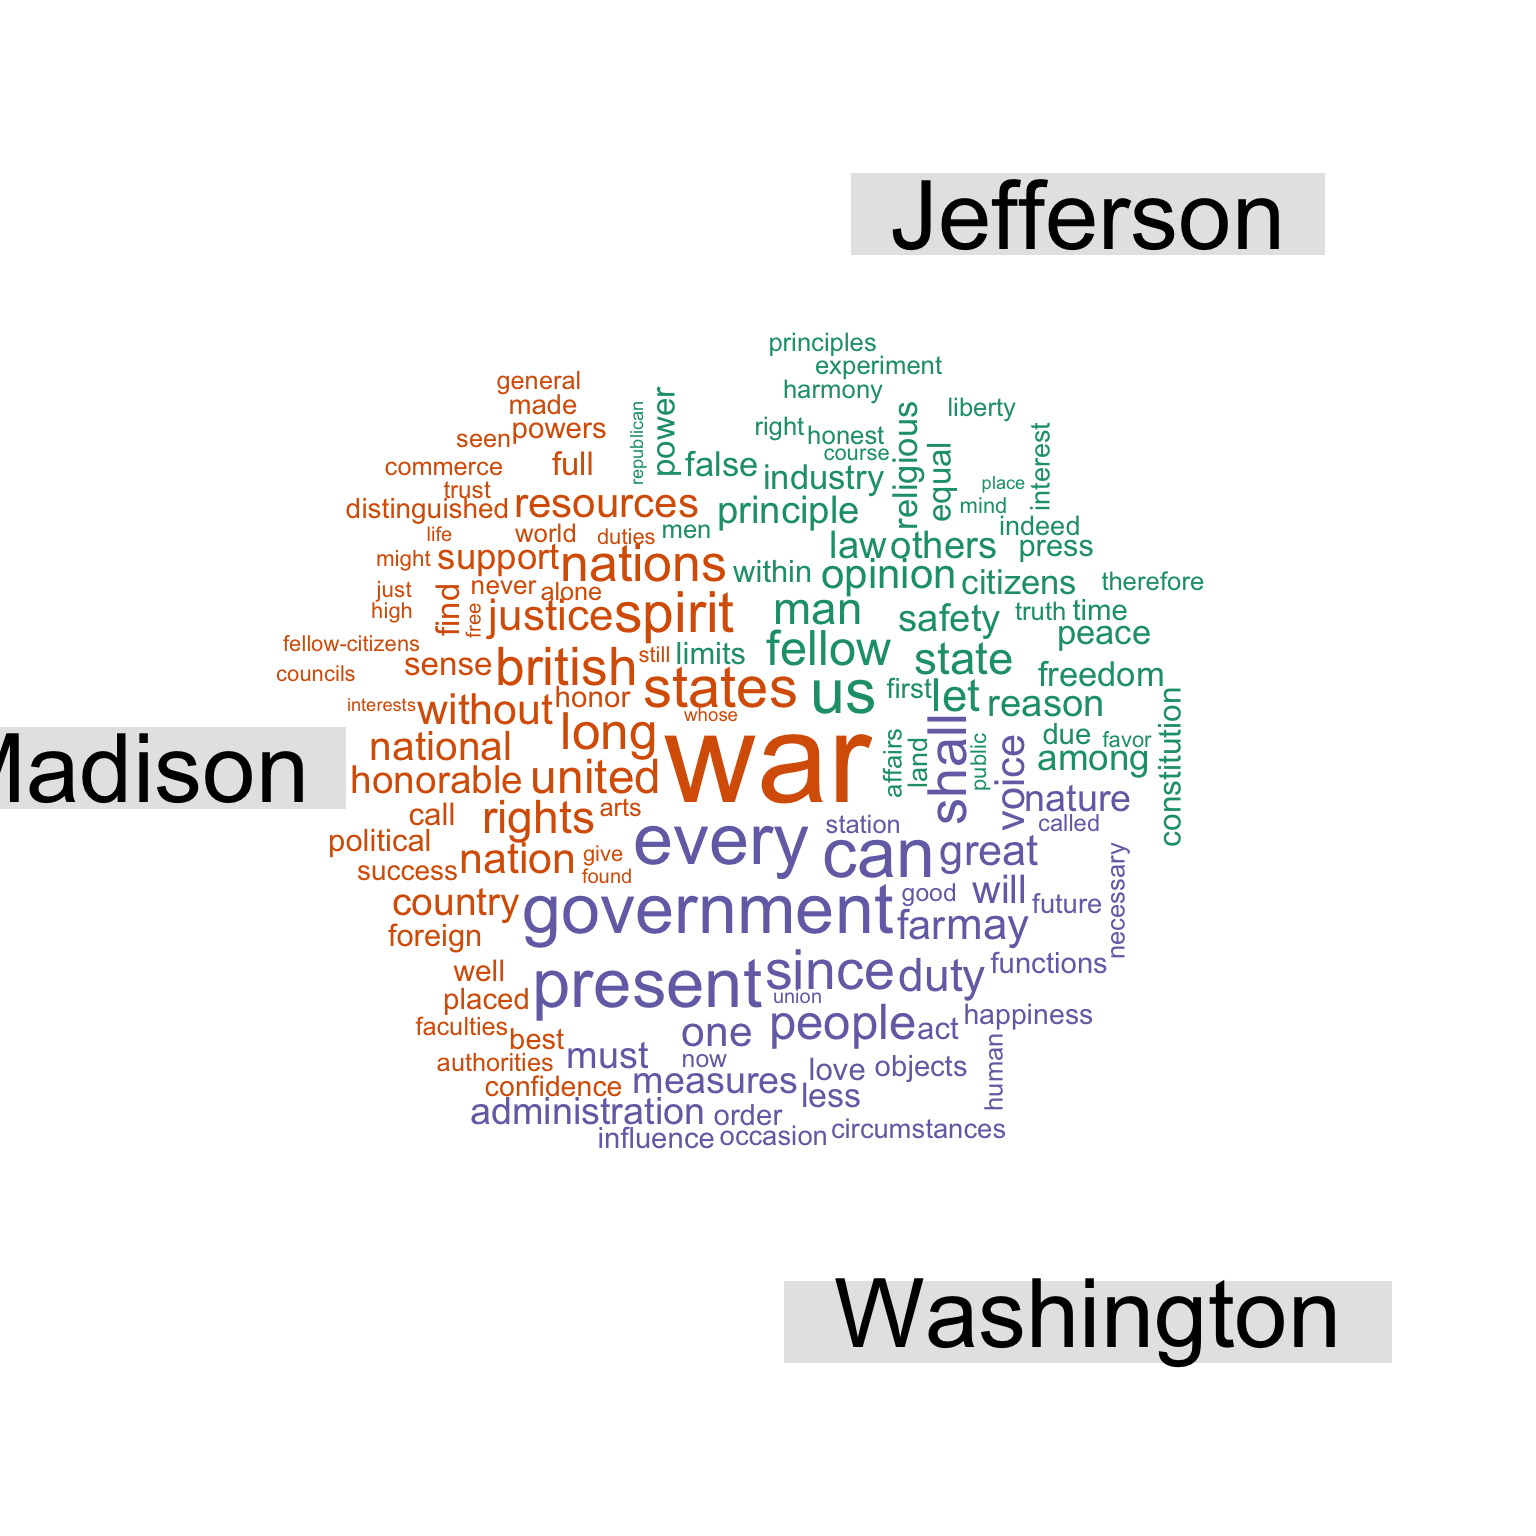 Jefferson
principles
experiment
general
harmony
made
liberty
republican
power
powers
right
honest
seen
course
religious
equal
interest
commerce
full
false
industry
place
trust
distinguished
resources
principle
mind
life
world
duties
men
indeed
might
support
nations
within
law
others
press
opinion
citizens
therefore
just
find
never
alone
high
free
justice
spirit
man
safety
truth
time
fellow-citizens
peace
councils
sense
british
still
limits
fellow
state
freedom
interests
without
honor
states
us
first
let
reason
whose
Madison
national
long
war
affairs
land
shall
public
voice
due
favor
among
constitution
honorable
united
nature
call
rights
arts
station
called
political
every
can
great
success
nation
give
found
necessary
country
government
good
will
future
foreign
far
may
well
present
since
duty
functions
placed
union
faculties
best
one
people
act
happiness
authorities
must
now
love
objects
human
confidence
measures
less
administration
order
influence
occasion
circumstances
Washington